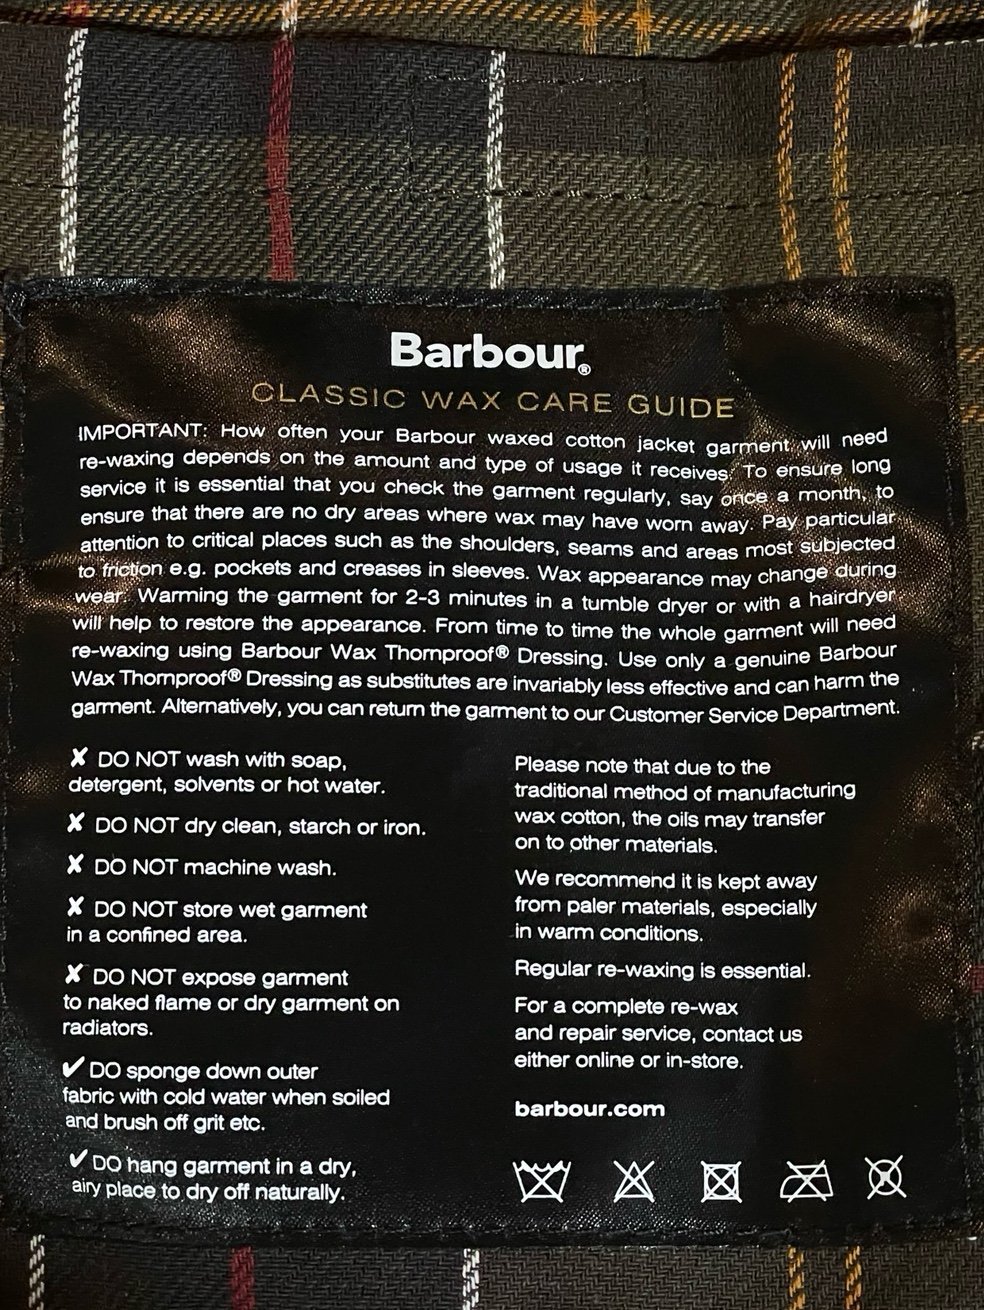 Barbour®
CLASSIC WAX CARE GUIDE
IMPORTANT: How often your Barbour waxed cotton jacket garment will need
re-waxing depends on the amount and type of usage it receives. To ensure long
service it is essential that you check the garment regularly, say once a month, to
ensure that there are no dry areas where wax may have worn away. Pay particular
attention to critical places such as the shoulders, seams and areas most subjected
to friction e.g. pockets and creases in sleeves. Wax appearance may change during
wear. Warming the garment for 2-3 minutes in a tumble dryer or with a hairdryer
will help to restore the appearance. From time to time the whole garment will need
re-waxing using Barbour Wax Thornproof® Dressing. Use only a genuine Barbour
Wax Thornproof® Dressing as substitutes are invariably less effective and can harm the
garment. Alternatively, you can return the garment to our Customer Service Department.
✘ DO NOT wash with soap,
detergent, solvents or hot water.
✘ DO NOT dry clean, starch or iron.
✘ DO NOT machine wash.
✘ DO NOT store wet garment
in a confined area.
✘ DO NOT expose garment
to naked flame or dry garment on
radiators.
✔ DO sponge down outer
fabric with cold water when soiled
and brush off grit etc.
✔ DO hang garment in a dry,
airy place to dry off naturally.
Please note that due to the
traditional method of manufacturing
wax cotton, the oils may transfer
on to other materials.
We recommend it is kept away
from paler materials, especially
in warm conditions.
Regular re-waxing is essential.
For a complete re-wax
and repair service, contact us
either online or in-store.
barbour.com